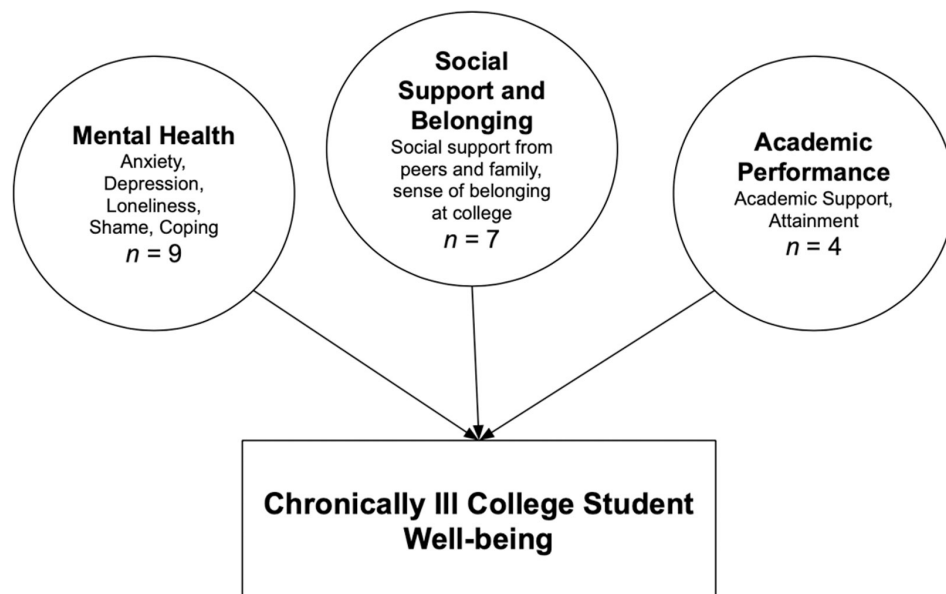 Mental Health
Anxiety,
Depression,
Loneliness,
Shame, Coping
n = 9
Social
Support and
Belonging
Social support from
peers and family,
sense of belonging
at college
n = 7
Academic
Performance
Academic Support,
Attainment
n = 4
Chronically Ill College Student
Well-being